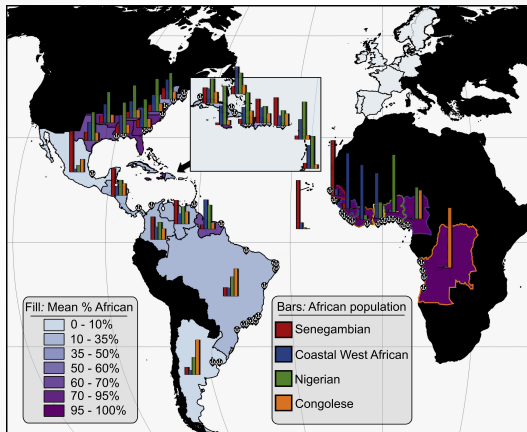 Fill: Mean % African
0 - 10%
10 - 35%
35 - 50%
50 - 60%
60 - 70%
70 - 95%
95 - 100%
Bars: African population
Senegambian
Coastal West African
Nigerian
Congolese